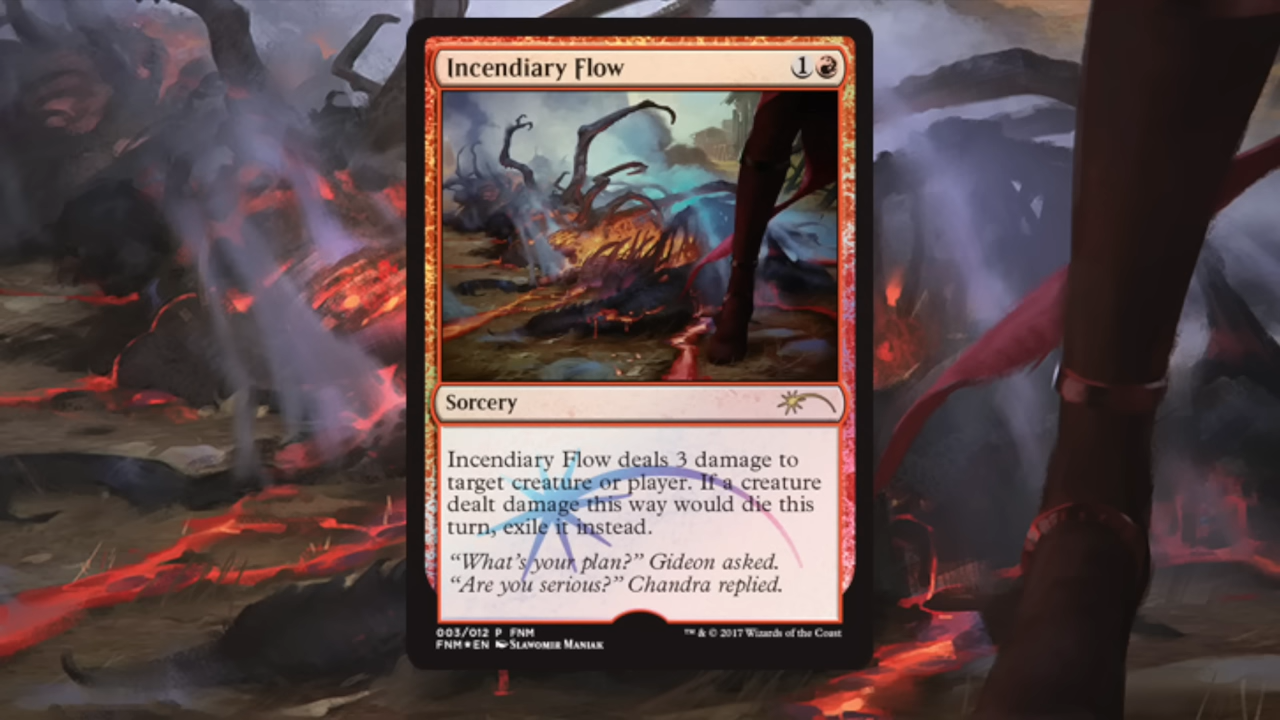 Incendiary Flow 1
Sorcery
Incendiary Flow deals 3 damage to
target creature or player. If a creature
dealt damage this way would die this
turn, exile it instead.
“What’s your plan?” Gideon asked.
“Are you serious?” Chandra replied.
003/012 P FNM
FNM★EN Slawomir Maniak
™ & © 2017 Wizards of the Coast